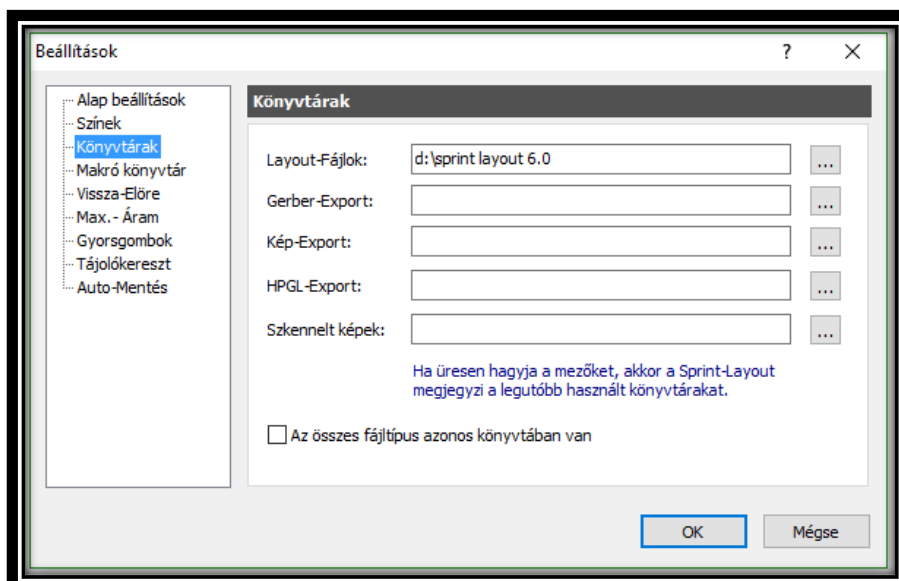 Beállítások
?
Alap beállítások
Színek
Könyvtárak
Makró könyvtár
Vissza-Elöre
Max.- Áram
Gyorsgombok
Tájolókereszt
Auto-Mentés
Könyvtárak
Layout-Fájlok: d:\sprint layout 6.0 ...
Gerber-Export: ...
Kép-Export: ...
HPGL-Export: ...
Szkennelt képek: ...
Ha üresen hagyja a mezőket, akkor a Sprint-Layout
megjegyzi a legutóbb használt könyvtárakat.
Az összes fájltípus azonos könyvtában van
OK Mégse